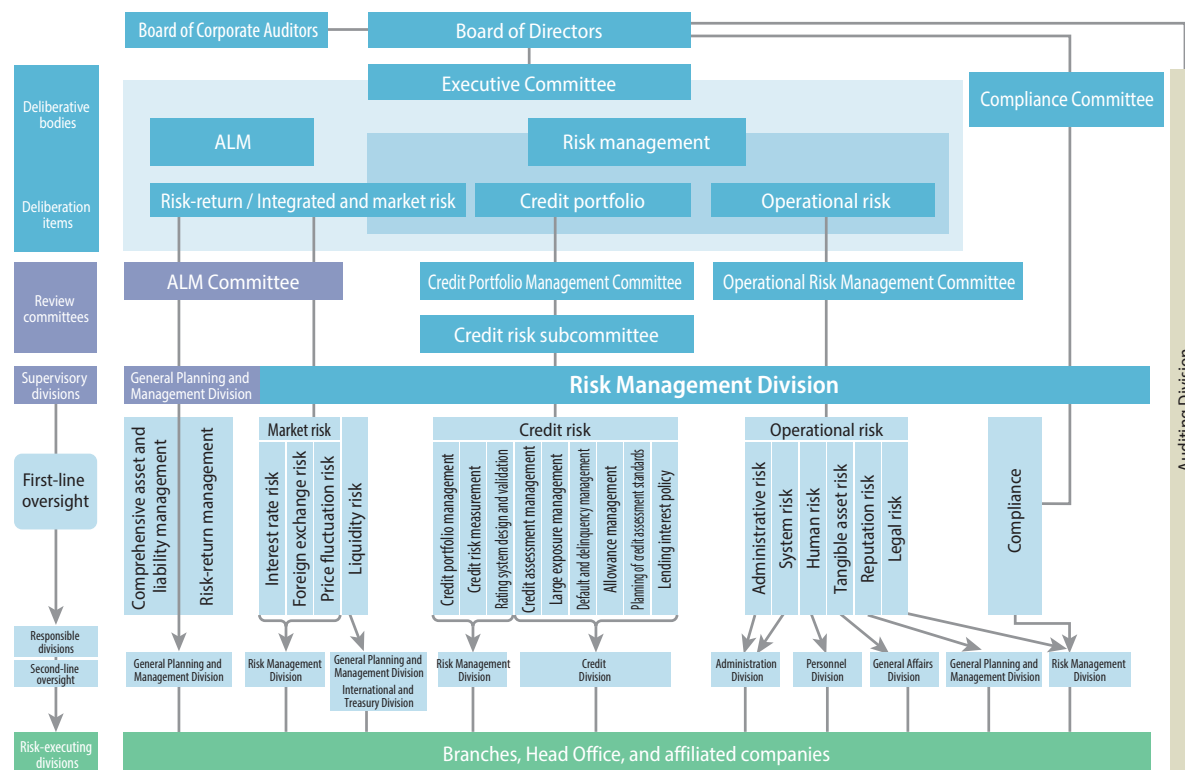 Board of Corporate Auditors
Board of Directors
Executive Committee
Compliance Committee
Deliberative
bodies
ALM
Risk management
Deliberation
items
Risk-return / Integrated and market risk
Credit portfolio
Operational risk
Review
committees
ALM Committee
Credit Portfolio Management Committee
Operational Risk Management Committee
Credit risk subcommittee
Supervisory
divisions
General Planning and
Management Division
Risk Management Division
First-line
oversight
Comprehensive asset and
liability management
Risk-return management
Market risk
Interest rate risk
Foreign exchange risk
Price fluctuation risk
Liquidity risk
Credit risk
Credit portfolio management
Credit risk measurement
Rating system design and validation
Credit assessment management
Large exposure management
Default and delinquency management
Allowance management
Planning of credit assessment standards
Lending interest policy
Operational risk
Administrative risk
System risk
Human risk
Tangible asset risk
Reputation risk
Legal risk
Compliance
Auditing Division
Responsible
divisions
Second-line
oversight
General Planning and
Management Division
Risk Management
Division
General Planning and
Management Division
International and
Treasury Division
Risk Management
Division
Credit
Division
Administration
Division
Personnel
Division
General Affairs
Division
General Planning and
Management Division
Risk Management
Division
Risk-executing
divisions
Branches, Head Office, and affiliated companies